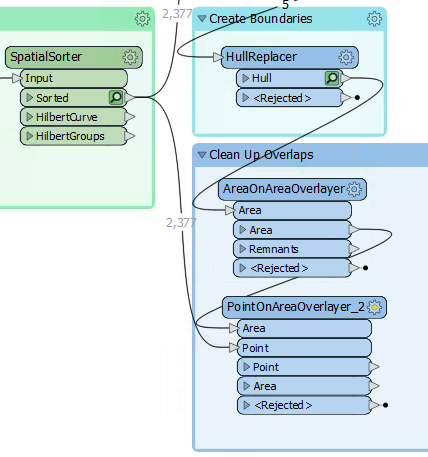 2,377
5
Create Boundaries
SpatialSorter
Input
Sorted
HilbertCurve
HilbertGroups
HullReplacer
Hull
<Rejected>
2,377
Clean Up Overlaps
AreaOnAreaOverlayer
Area
Area
Remnants
<Rejected>
PointOnAreaOverlayer_2
Area
Point
Point
Area
<Rejected>